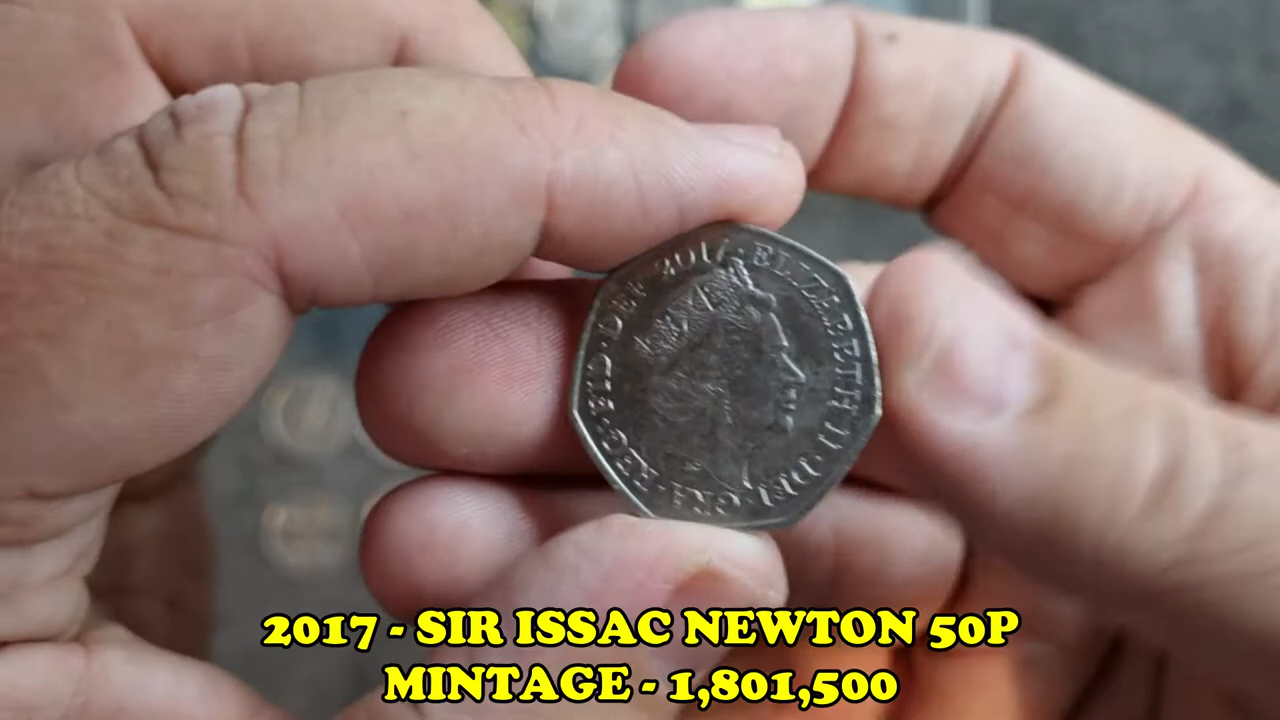 ELIZABETH II · DEI · GRA · REG · FID · DEF · 2017 ·
2017 - SIR ISSAC NEWTON 50P
MINTAGE - 1,801,500